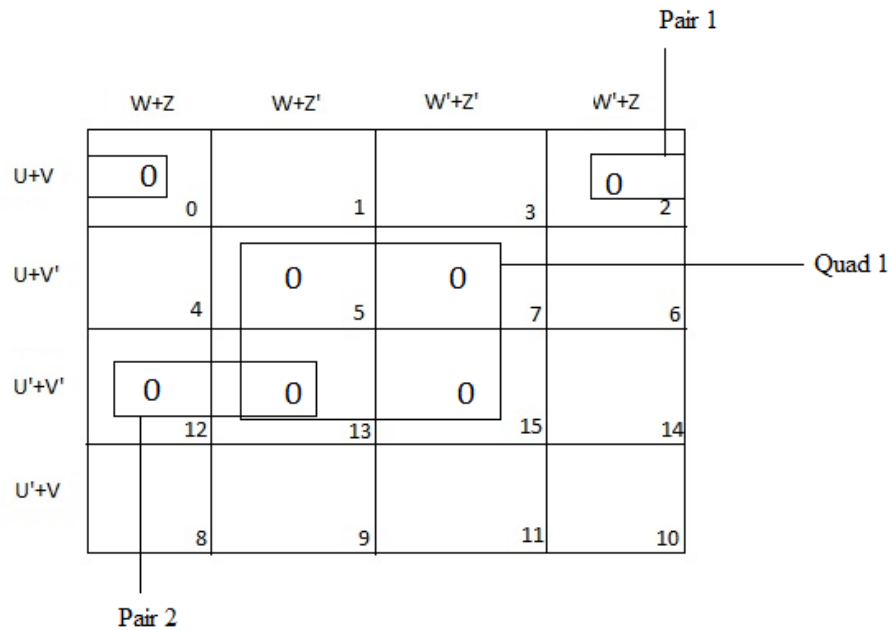 Pair 1
W+Z W+Z' W'+Z' W'+Z
U+V 0 0
0 1 3 2
U+V' 0 0 Quad 1
4 5 7 6
U'+V' 0 0 0
12 13 15 14
U'+V
8 9 11 10
Pair 2